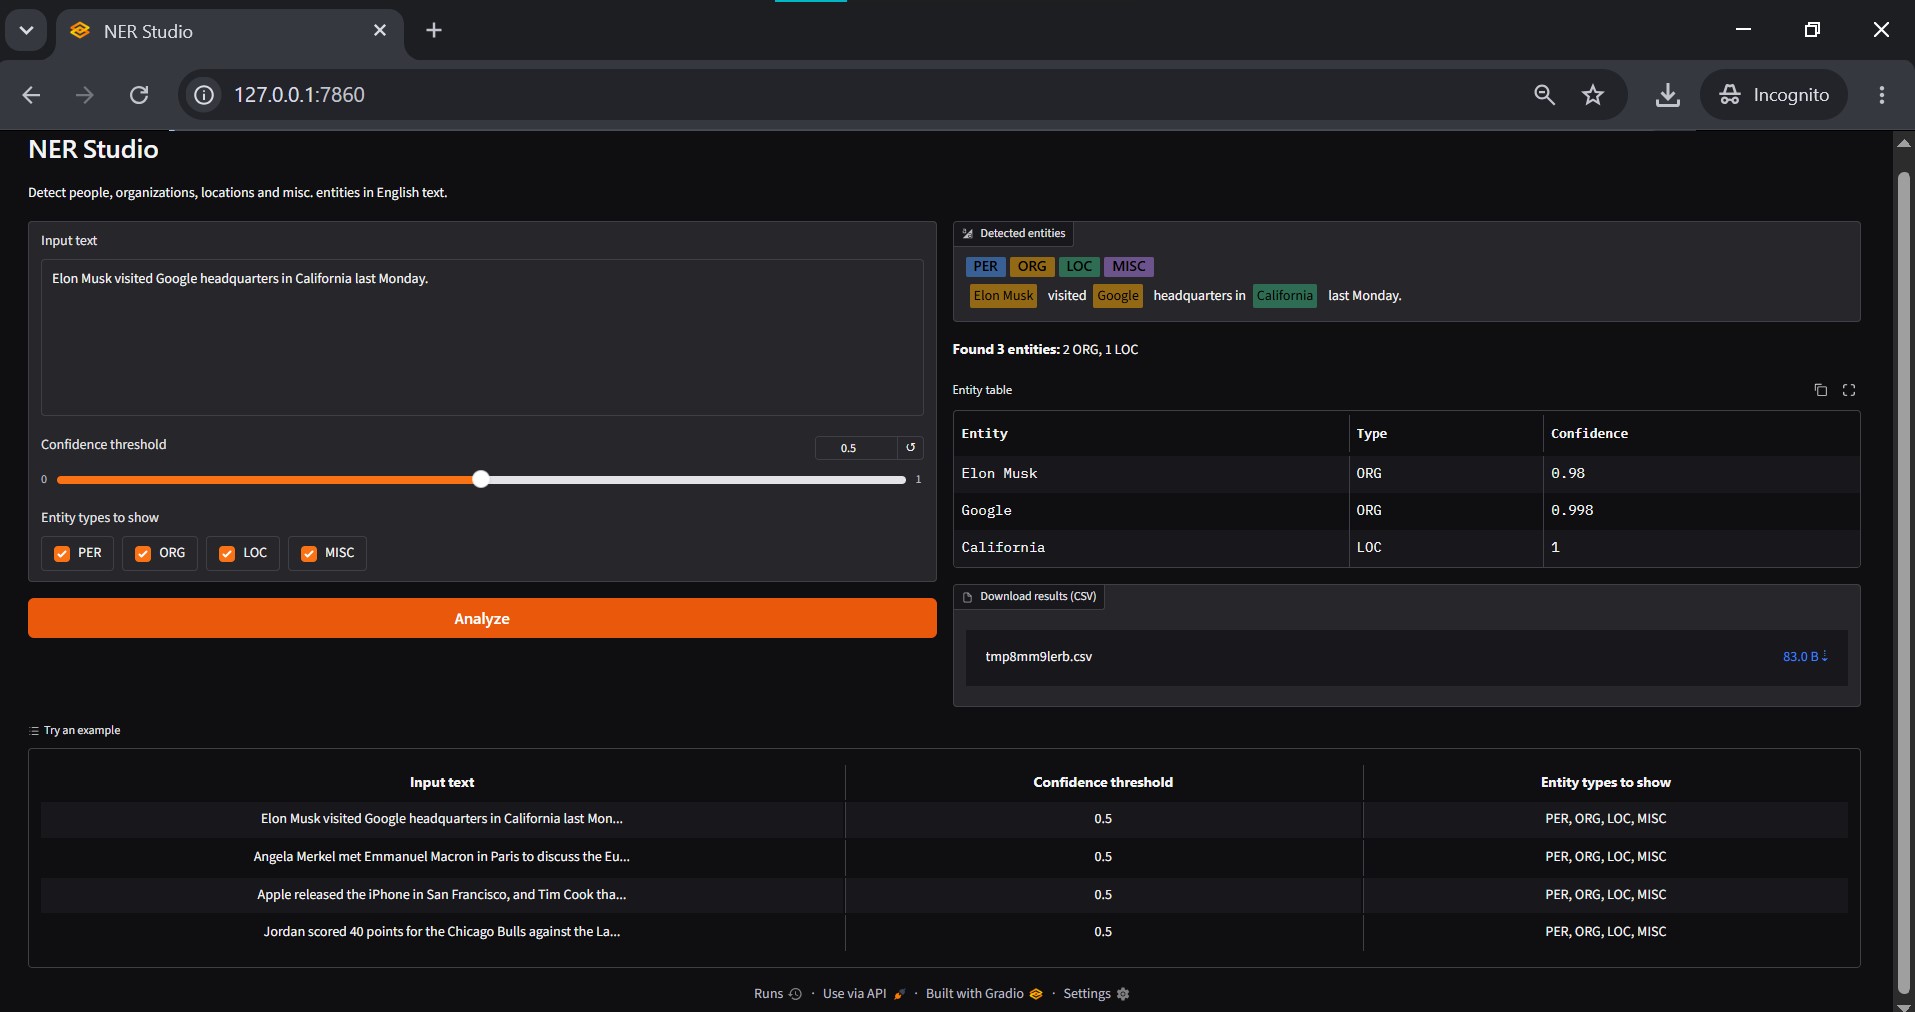 NER Studio
127.0.0.1:7860
Incognito
NER Studio
Detect people, organizations, locations and misc. entities in English text.
Input text
Elon Musk visited Google headquarters in California last Monday.
Confidence threshold
0.5
0
1
Entity types to show
PER ORG LOC MISC
Analyze
Detected entities
PER ORG LOC MISC
Elon Musk visited Google headquarters in California last Monday.
Found 3 entities: 2 ORG, 1 LOC
Entity table
Entity Type Confidence
Elon Musk ORG 0.98
Google ORG 0.998
California LOC 1
Download results (CSV)
tmp8mm9lerb.csv 83.0 B ⇣
Try an example
Input text Confidence threshold Entity types to show
Elon Musk visited Google headquarters in California last Mon... 0.5 PER, ORG, LOC, MISC
Angela Merkel met Emmanuel Macron in Paris to discuss the Eu... 0.5 PER, ORG, LOC, MISC
Apple released the iPhone in San Francisco, and Tim Cook tha... 0.5 PER, ORG, LOC, MISC
Jordan scored 40 points for the Chicago Bulls against the La... 0.5 PER, ORG, LOC, MISC
Runs · Use via API · Built with Gradio · Settings